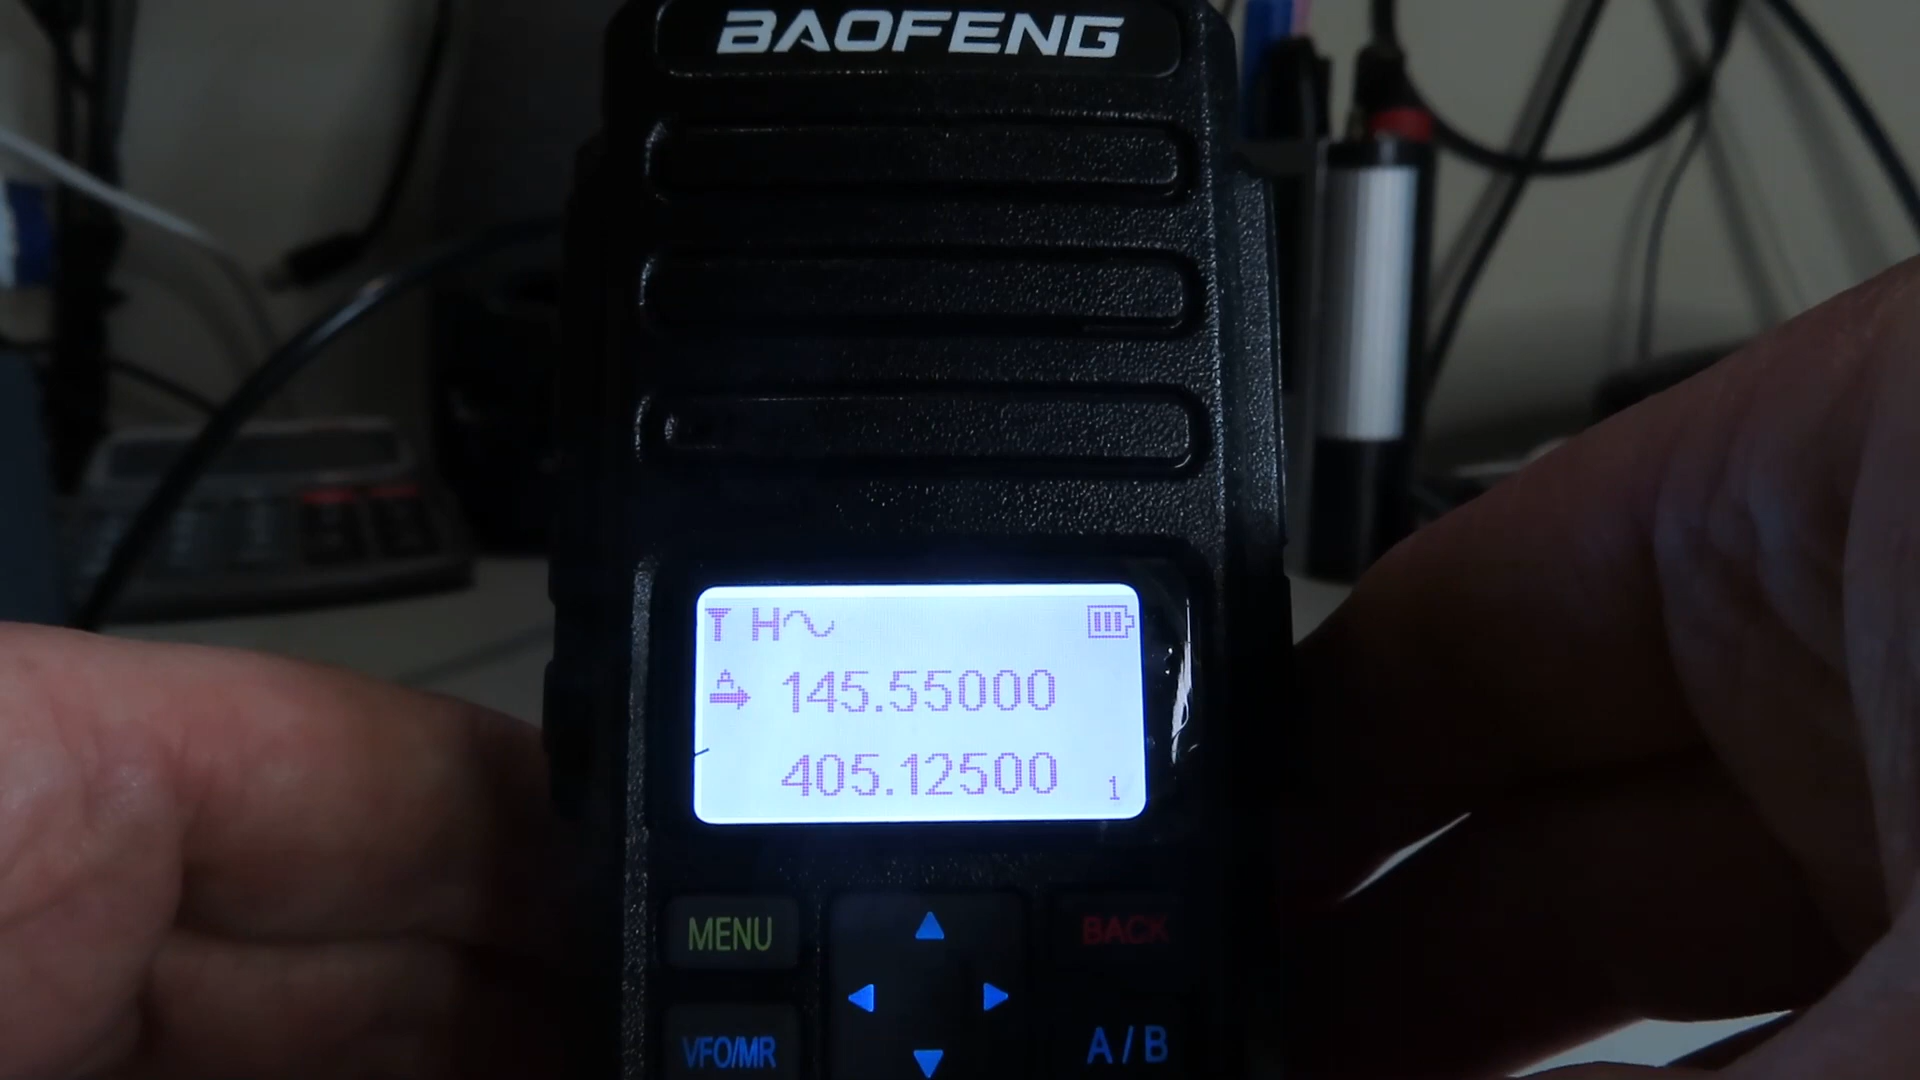 BAOFENG
H
A 145.55000
405.12500 1
MENU BACK
VFO/MR A / B